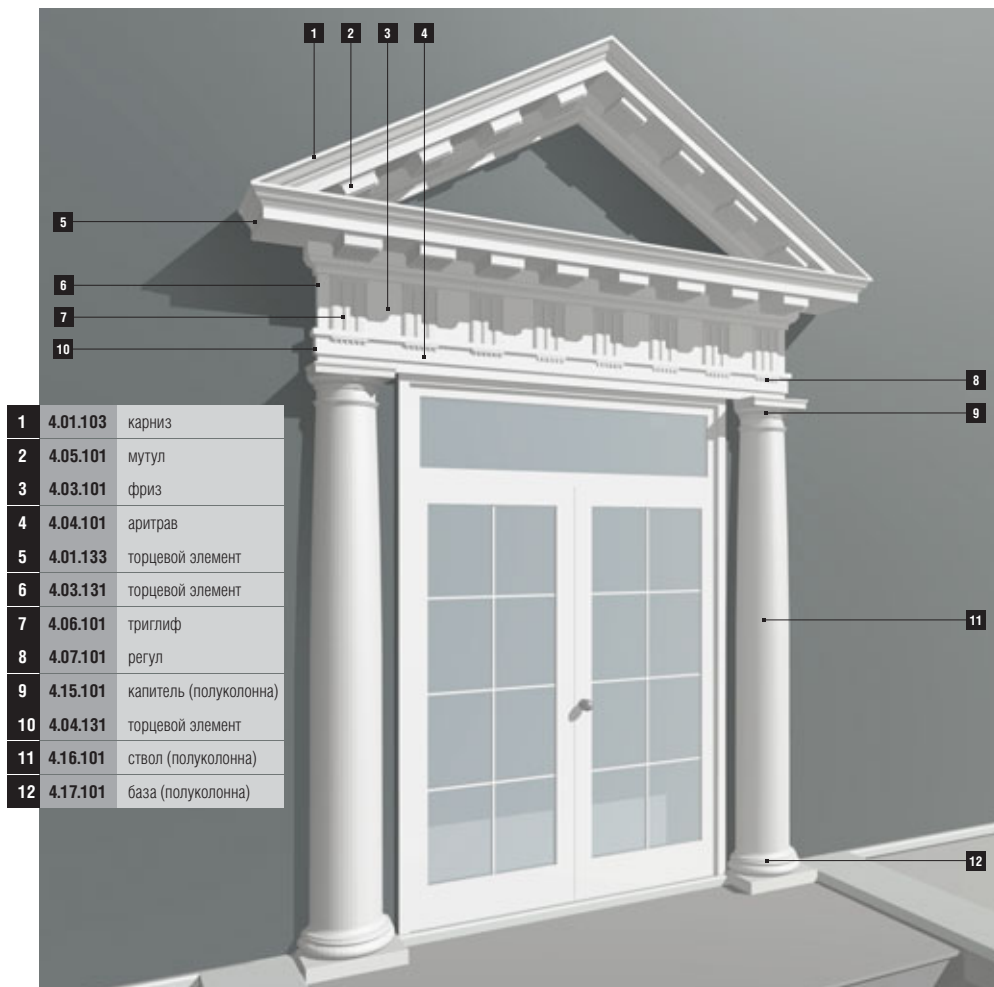 1 2 3 4
5
6
7
10
8
9
11
12
1 4.01.103 карниз
2 4.05.101 мутул
3 4.03.101 фриз
4 4.04.101 аритрав
5 4.01.133 торцевой элемент
6 4.03.131 торцевой элемент
7 4.06.101 триглиф
8 4.07.101 регул
9 4.15.101 капитель (полуколонна)
10 4.04.131 торцевой элемент
11 4.16.101 ствол (полуколонна)
12 4.17.101 база (полуколонна)